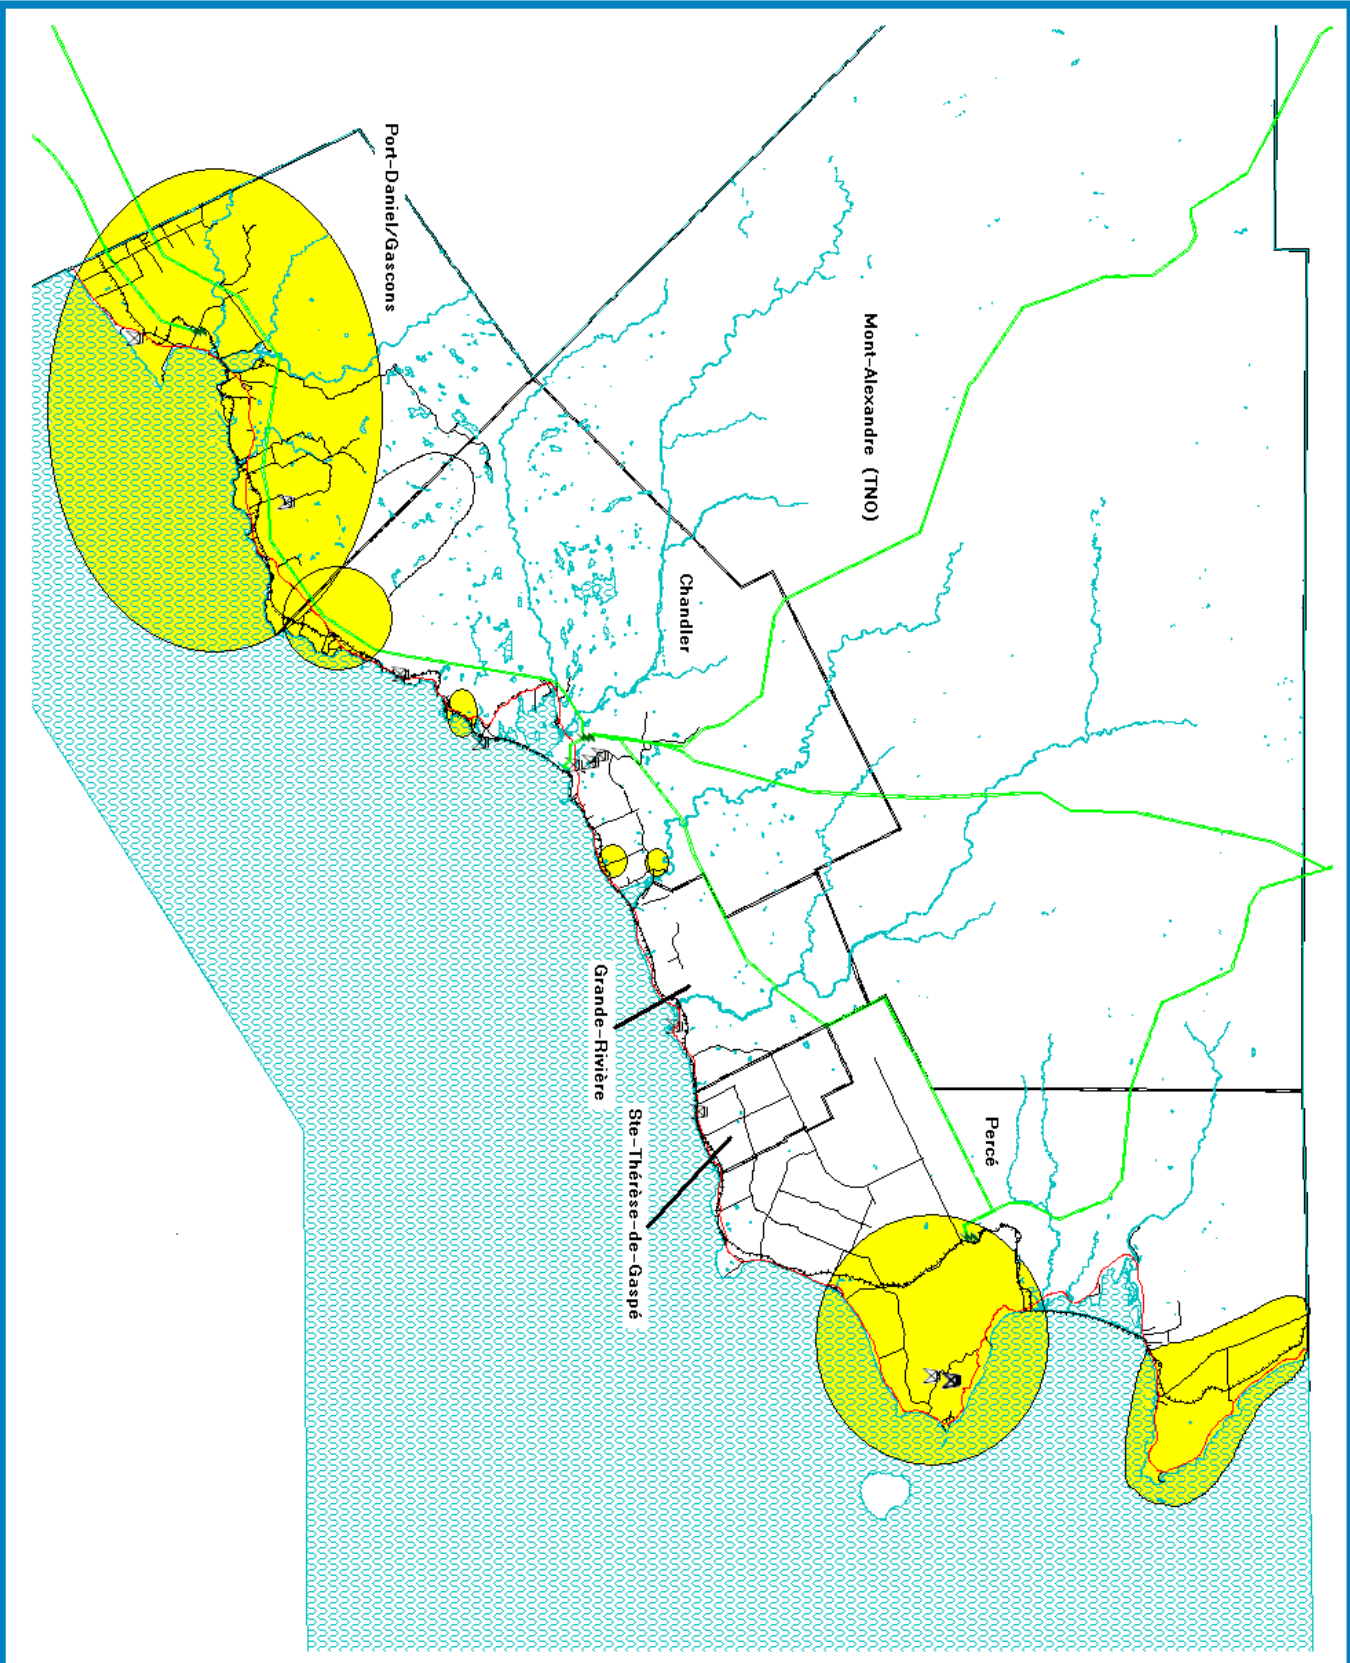 Port-Daniel/Gascons
Mont-Alexandre (TNO)
Chandler
Grande-Rivière
Ste-Thérèse-de-Gaspé
Percé